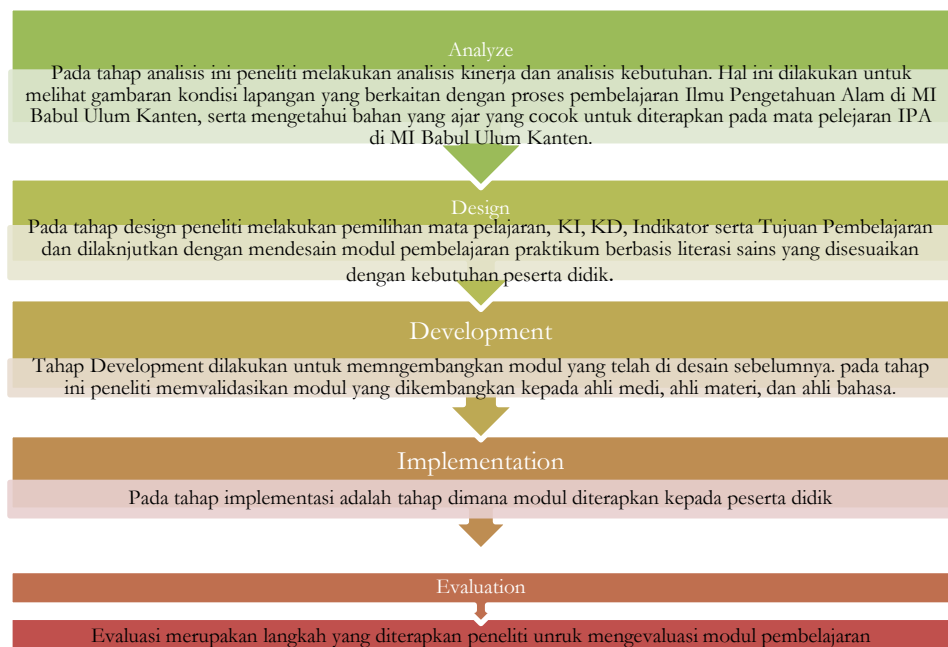 Analyze
Pada tahap analisis ini peneliti melakukan analisis kinerja dan analisis kebutuhan. Hal ini dilakukan untuk
melihat gambaran kondisi lapangan yang berkaitan dengan proses pembelajaran Ilmu Pengetahuan Alam di MI
Babul Ulum Kanten, serta mengetahui bahan yang ajar yang cocok untuk diterapkan pada mata pelejaran IPA
di MI Babul Ulum Kanten.
Design
Pada tahap design peneliti melakukan pemilihan mata pelajaran, KI, KD, Indikator serta Tujuan Pembelajaran
dan dilaknjutkan dengan mendesain modul pembelajaran praktikum berbasis literasi sains yang disesuaikan
dengan kebutuhan peserta didik.
Development
Tahap Development dilakukan untuk memngembangkan modul yang telah di desain sebelumnya. pada tahap
ini peneliti memvalidasikan modul yang dikembangkan kepada ahli medi, ahli materi, dan ahli bahasa.
Implementation
Pada tahap implementasi adalah tahap dimana modul diterapkan kepada peserta didik
Evaluation
Evaluasi merupakan langkah yang diterapkan peneliti unruk mengevaluasi modul pembelajaran